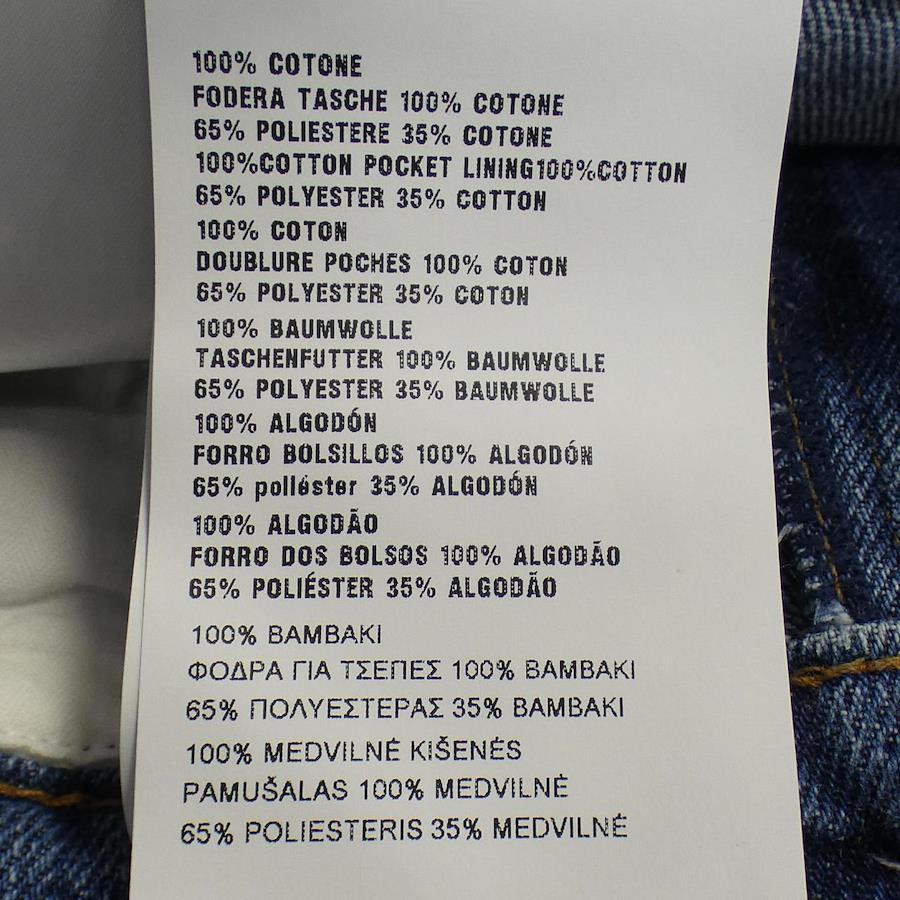 100% COTONE
FODERA TASCHE 100% COTONE
65% POLIESTERE 35% COTONE
100%COTTON POCKET LINING100%COTTON
65% POLYESTER 35% COTTON
100% COTON
DOUBLURE POCHES 100% COTON
65% POLYESTER 35% COTON
100% BAUMWOLLE
TASCHENFUTTER 100% BAUMWOLLE
65% POLYESTER 35% BAUMWOLLE
100% ALGODÓN
FORRO BOLSILLOS 100% ALGODÓN
65% poliéster 35% ALGODÓN
100% ALGODÃO
FORRO DOS BOLSOS 100% ALGODÃO
65% POLIÉSTER 35% ALGODÃO
100% ΒΑΜΒΑΚΙ
ΦΟΔΡΑ ΓΙΑ ΤΣΕΠΕΣ 100% ΒΑΜΒΑΚΙ
65% ΠΟΛΥΕΣΤΕΡΑΣ 35% ΒΑΜΒΑΚΙ
100% MEDVILNĖ KIŠENĖS
PAMUŠALAS 100% MEDVILNĖ
65% POLIESTERIS 35% MEDVILNĖ